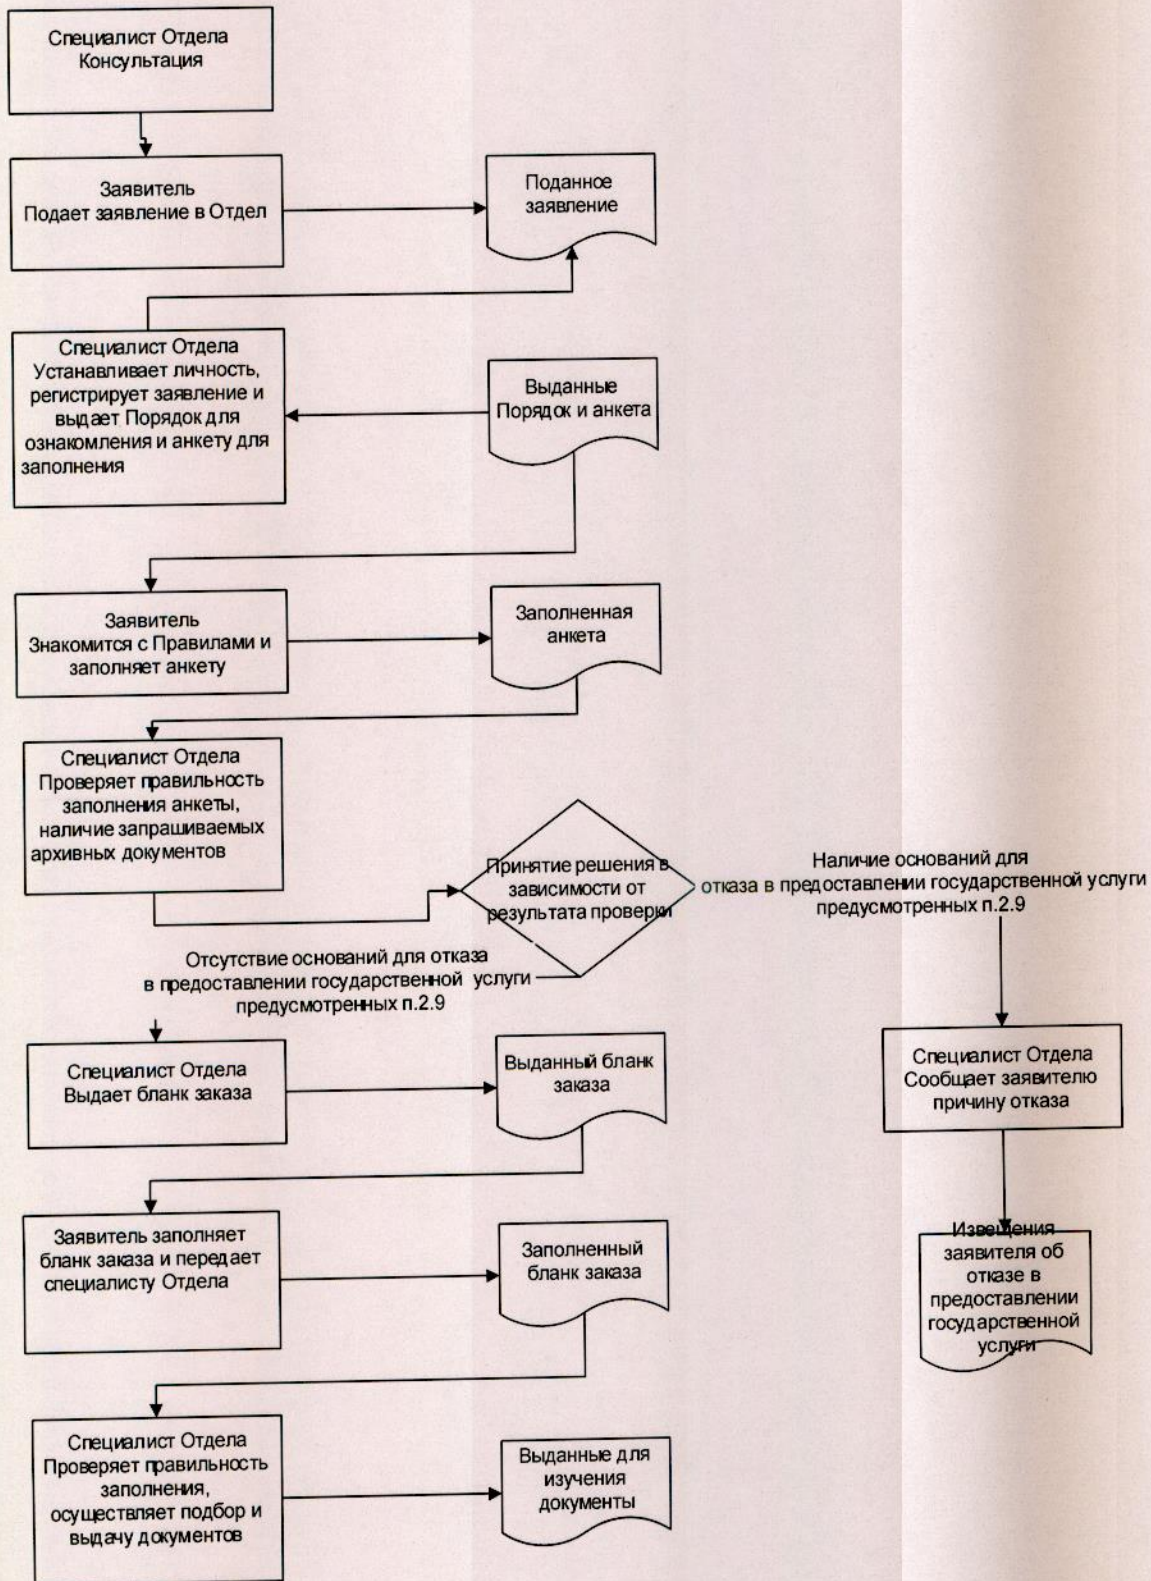 Специалист Отдела
Консультация
Заявитель
Подает заявление в Отдел
Поданное
заявление
Специалист Отдела
Устанавливает личность,
регистрирует заявление и
выдает Порядок для
ознакомления и анкету для
заполнения
Выданные
Порядок и анкета
Заявитель
Знакомится с Правилами и
заполняет анкету
Заполненная
анкета
Специалист Отдела
Проверяет правильность
заполнения анкеты,
наличие запрашиваемых
архивных документов
Принятие решения в
зависимости от
результата проверки
Наличие оснований для
отказа в предоставлении государственной услуги
предусмотренных п.2.9
Отсутствие оснований для отказа
в предоставлении государственной услуги
предусмотренных п.2.9
Специалист Отдела
Выдает бланк заказа
Выданный бланк
заказа
Специалист Отдела
Сообщает заявителю
причину отказа
Заявитель заполняет
бланк заказа и передает
специалисту Отдела
Заполненный
бланк заказа
Извещения
заявителя об
отказе в
предоставлении
государственной
услуги
Специалист Отдела
Проверяет правильность
заполнения,
осуществляет подбор и
выдачу документов
Выданные для
изучения
документы